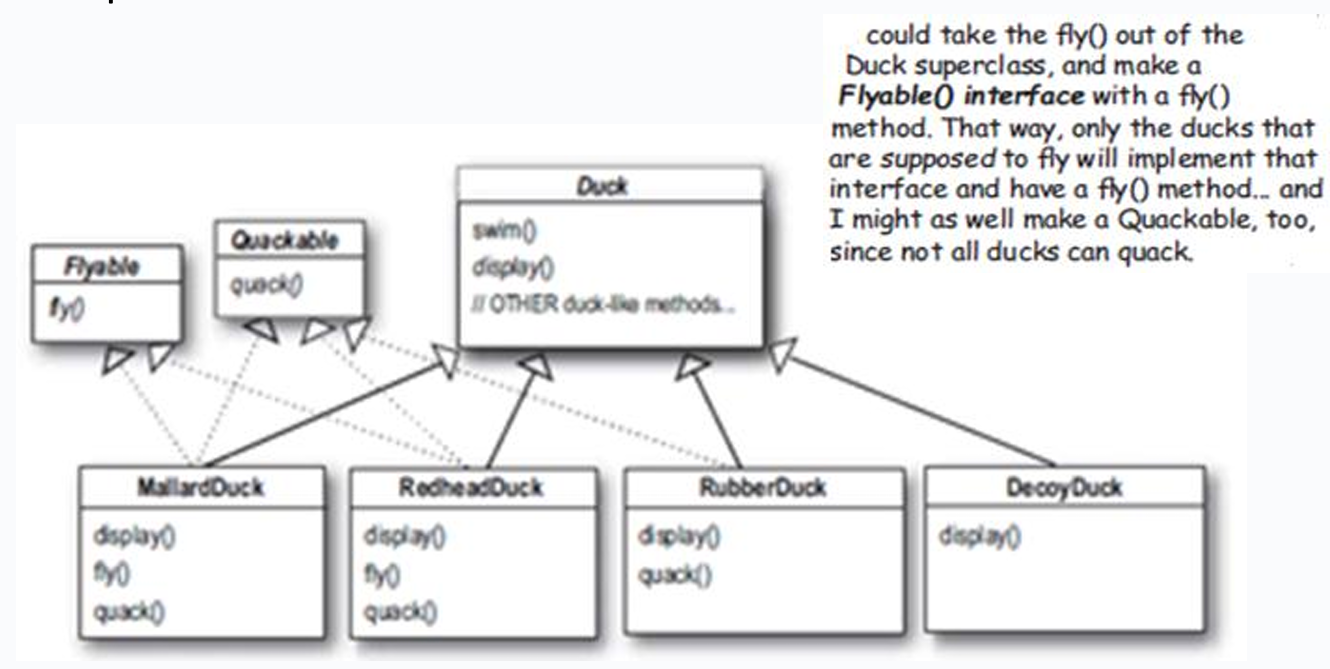 could take the fly() out of the
Duck superclass, and make a
Flyable() interface with a fly()
method. That way, only the ducks that
are supposed to fly will implement that
interface and have a fly() method... and
I might as well make a Quackable, too,
since not all ducks can quack.
Duck
swim()
display()
// OTHER duck-like methods...
Quackable
quack()
Flyable
fly()
MallardDuck
display()
fly()
quack()
RedheadDuck
display()
fly()
quack()
RubberDuck
display()
quack()
DecoyDuck
display()